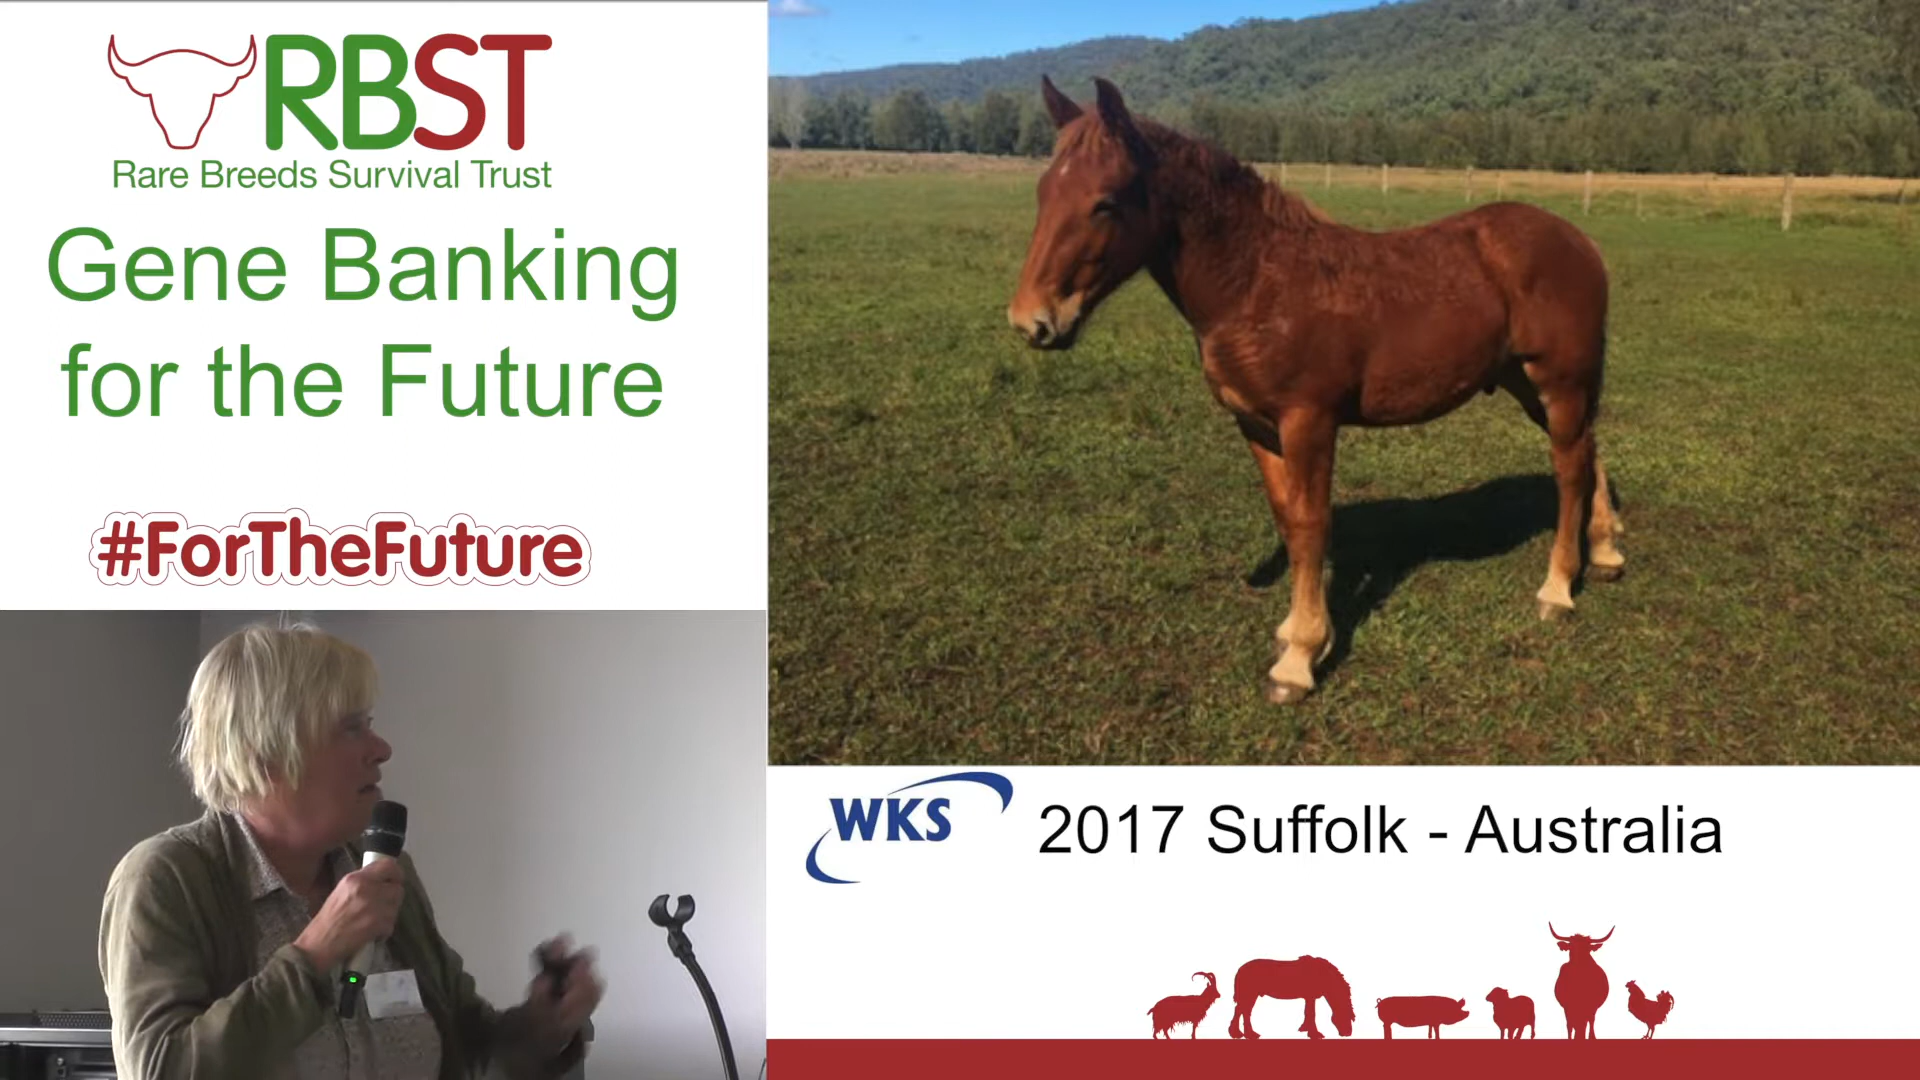 RBST
Rare Breeds Survival Trust
Gene Banking
for the Future
#ForTheFuture
WKS
2017 Suffolk - Australia